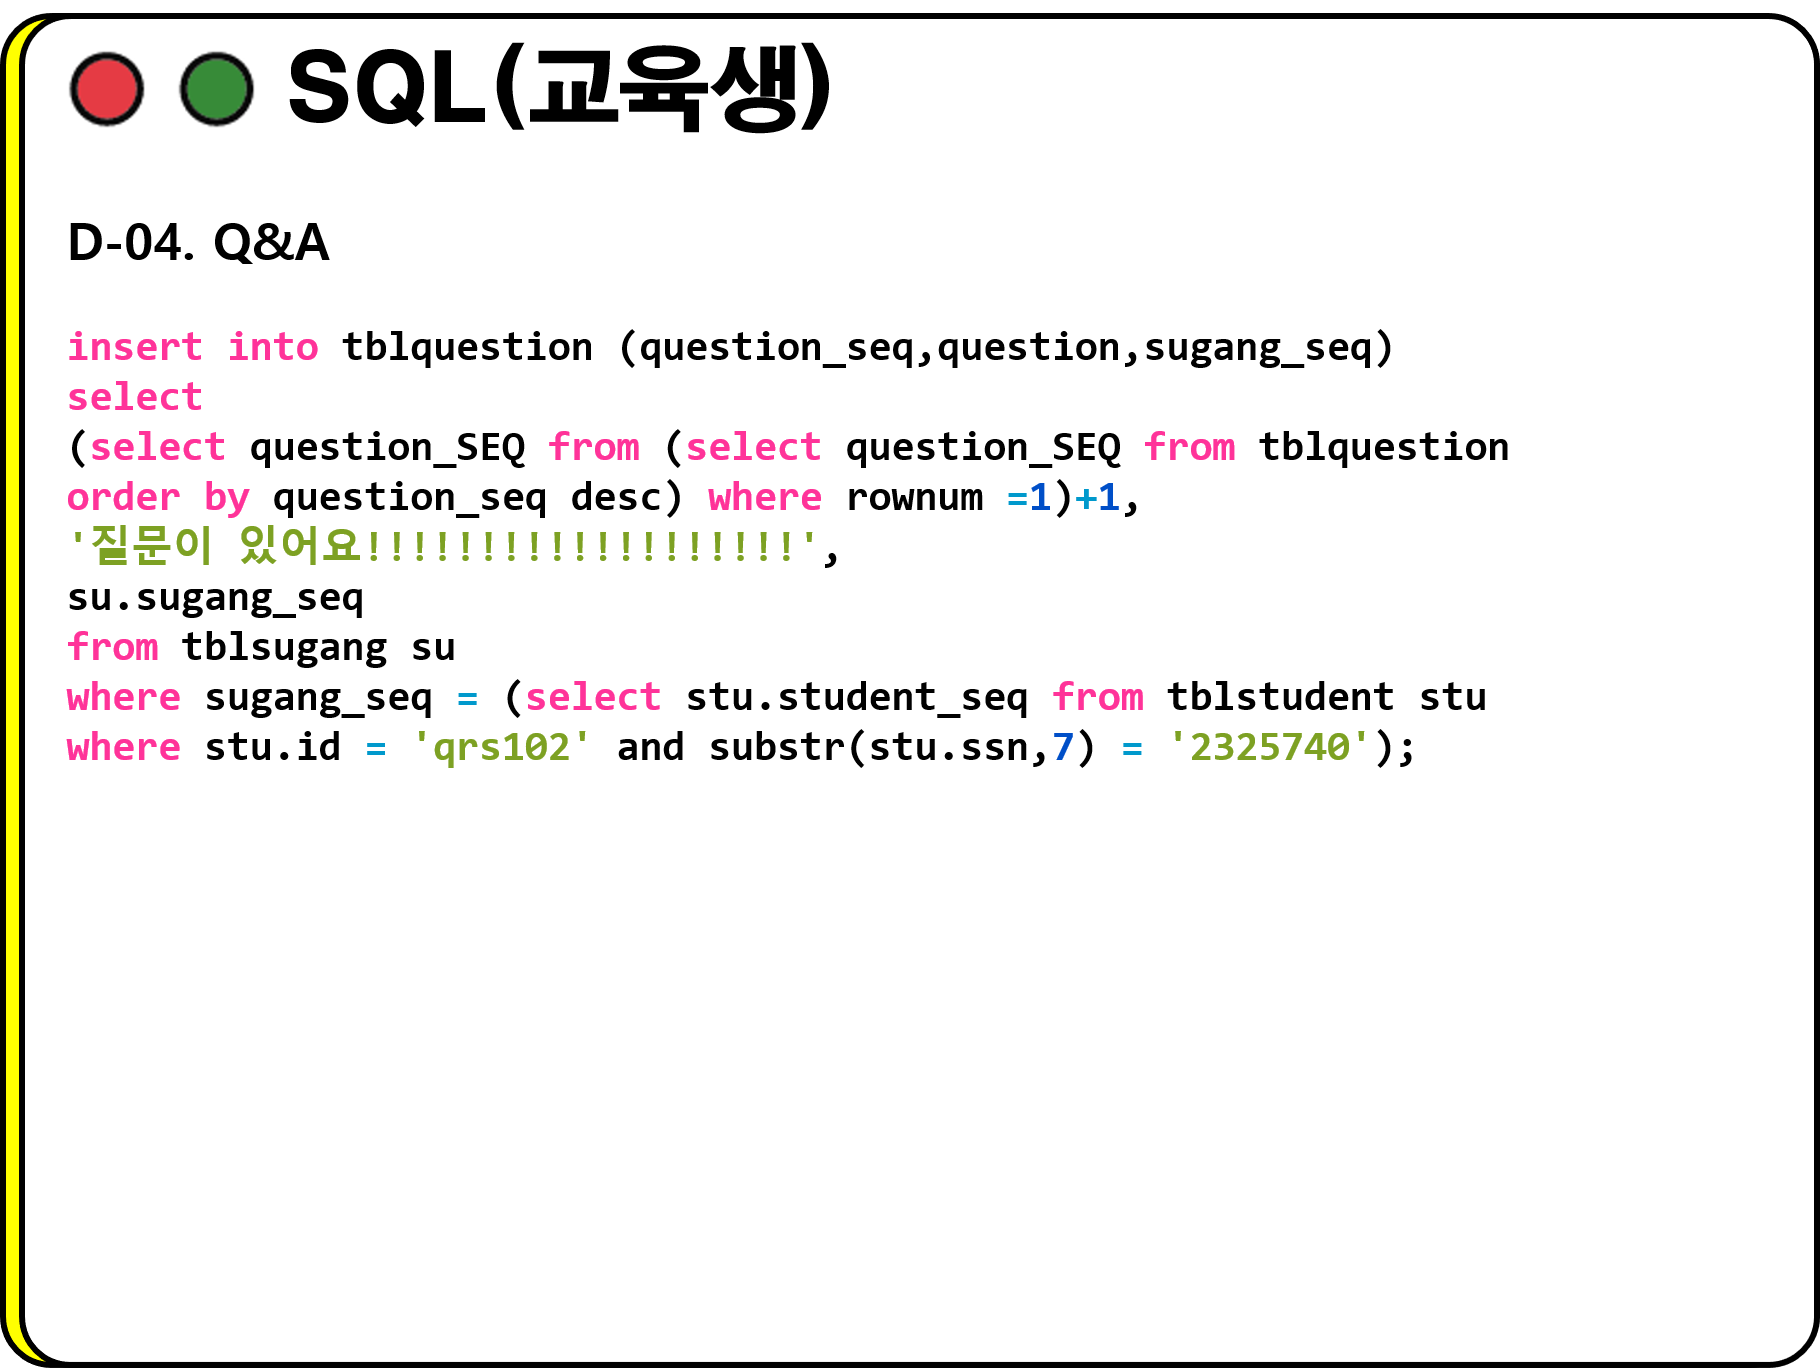 SQL(교육생)
D-04. Q&A
insert into tblquestion (question_seq,question,sugang_seq)
select
(select question_SEQ from (select question_SEQ from tblquestion
order by question_seq desc) where rownum =1)+1,
'질문이 있어요!!!!!!!!!!!!!!!!!!!',
su.sugang_seq
from tblsugang su
where sugang_seq = (select stu.student_seq from tblstudent stu
where stu.id = 'qrs102' and substr(stu.ssn,7) = '2325740');